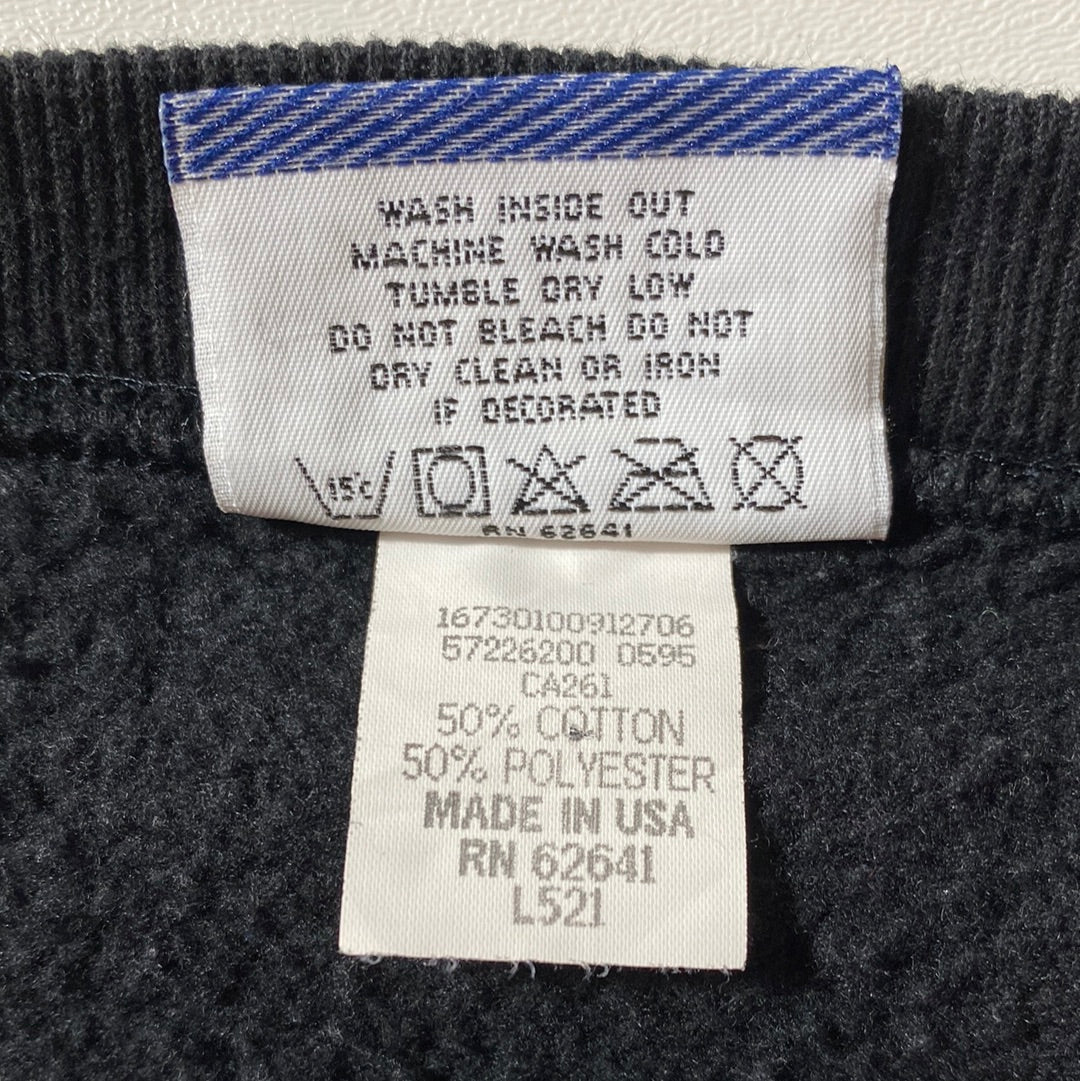 WASH INSIDE OUT
MACHINE WASH COLD
TUMBLE DRY LOW
DO NOT BLEACH DO NOT
DRY CLEAN OR IRON
IF DECORATED
15°c
RN 62641
16730100912706
57226200 0595
CA261
50% COTTON
50% POLYESTER
MADE IN USA
RN 62641
L521